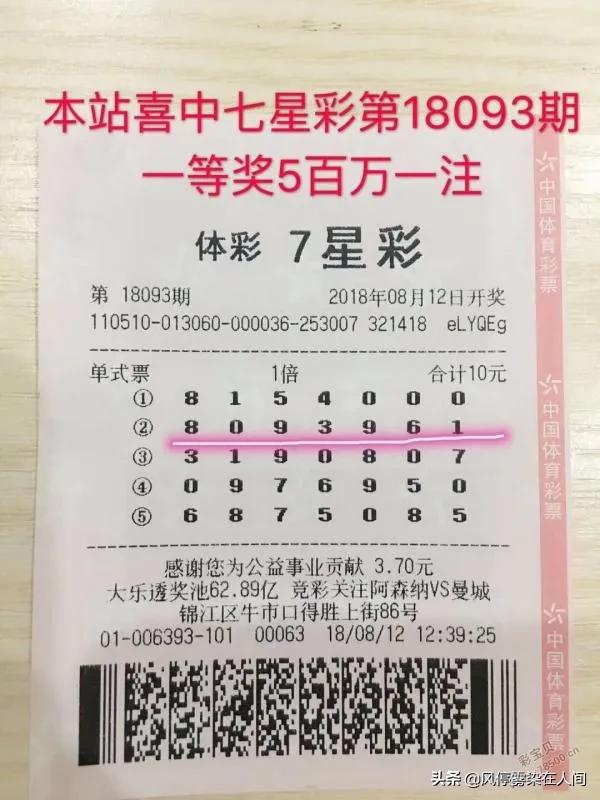 本站喜中七星彩第18093期
一等奖5百万一注
体彩 7星彩
第 18093期 2018年08月12日开奖
110510-013060-000036-253007 321418 eLYQEg
单式票 1倍 合计10元
① 8 1 5 4 0 0 0
② 8 0 9 3 9 6 1
③ 3 1 9 0 8 0 7
④ 0 9 7 6 9 5 0
⑤ 6 8 7 5 0 8 5
感谢您为公益事业贡献 3.70元
大乐透奖池62.89亿 竞彩关注阿森纳VS曼城
锦江区牛市口得胜上街86号
01-006393-101 00063 18/08/12 12:39:25
中国体育彩票
中国体育彩票
中国体育彩票
彩宝贝
78500.cn
头条 @风停雾染在人间